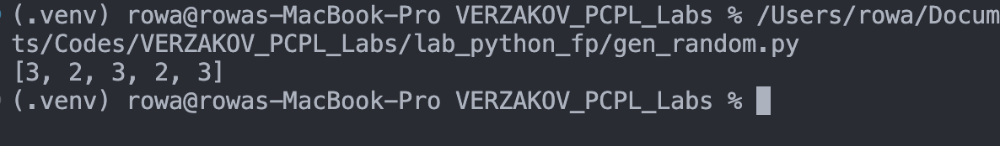 (.venv) rowa@rowas-MacBook-Pro VERZAKOV_PCPL_Labs % /Users/rowa/Docum
ts/Codes/VERZAKOV_PCPL_Labs/lab_python_fp/gen_random.py
[3, 2, 3, 2, 3]
(.venv) rowa@rowas-MacBook-Pro VERZAKOV_PCPL_Labs %